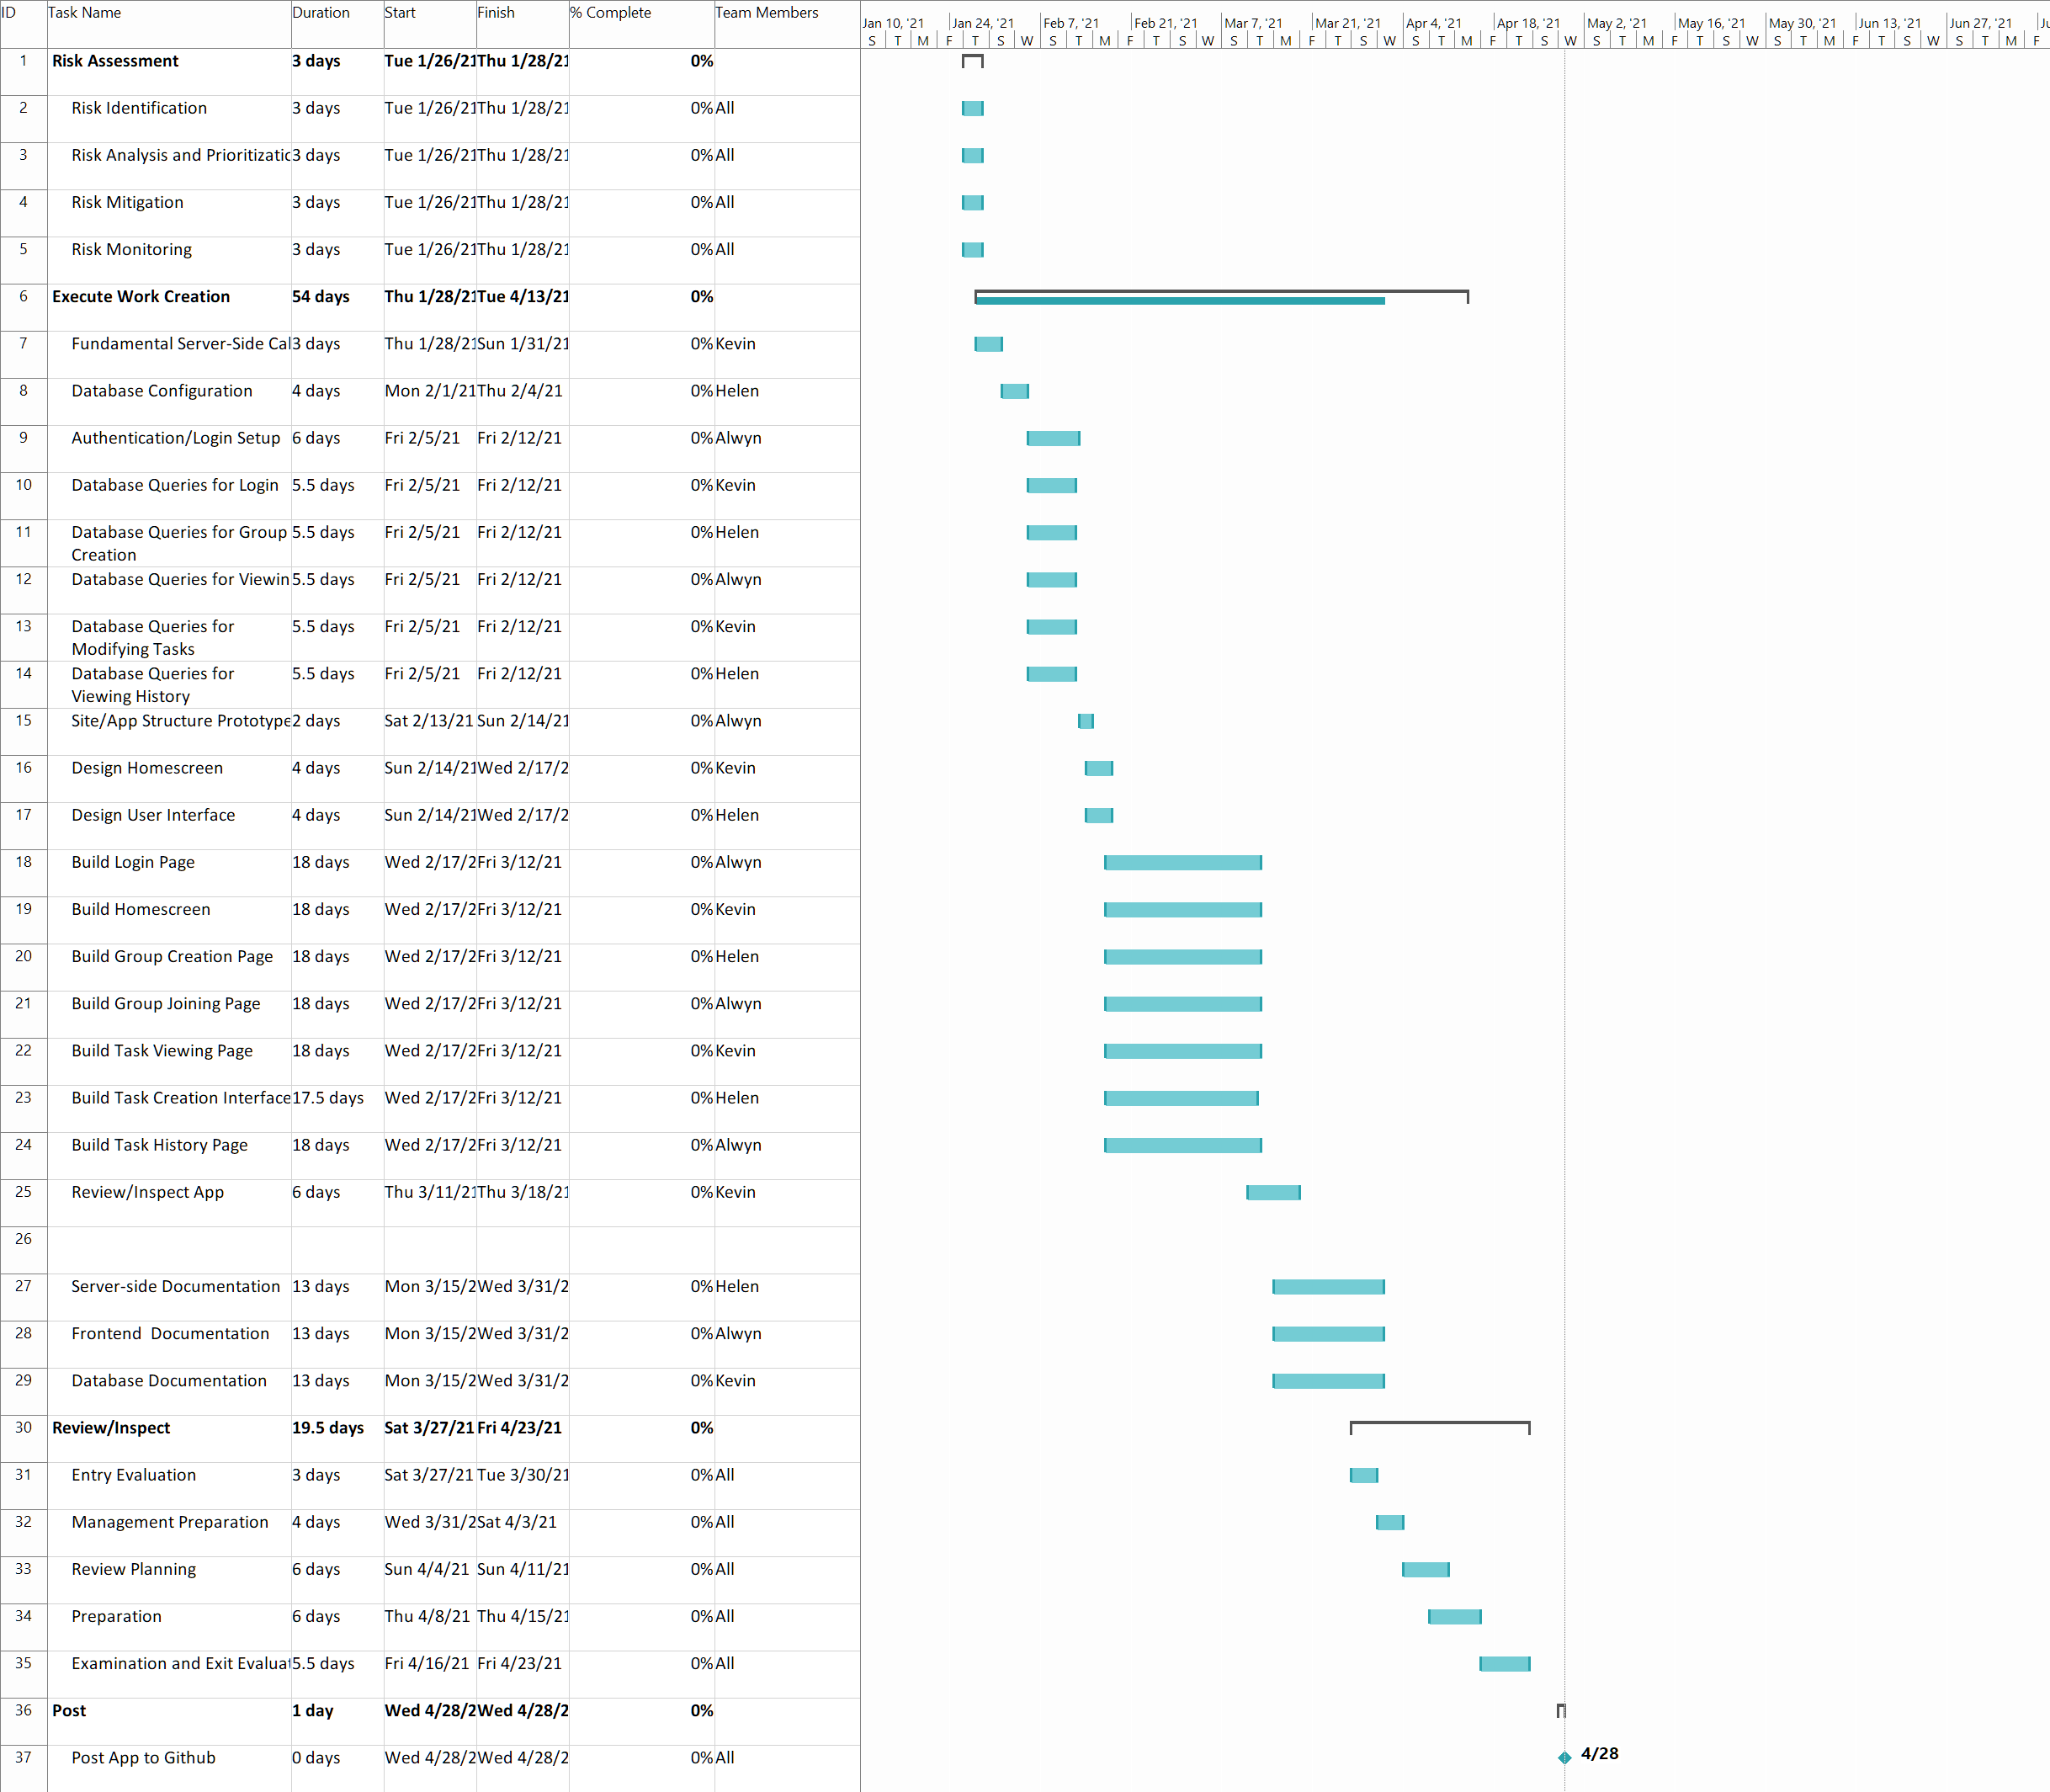 ID Task Name Duration Start Finish % Complete Team Members
Jan 10, '21 Jan 24, '21 Feb 7, '21 Feb 21, '21 Mar 7, '21 Mar 21, '21 Apr 4, '21 Apr 18, '21 May 2, '21 May 16, '21 May 30, '21 Jun 13, '21 Jun 27, '21
S T M F T S W S T M F T S W S T M F T S W S T M F T S W S T M F T S W S T M F T S W S T M F
1 Risk Assessment 3 days Tue 1/26/21 Thu 1/28/21 0%
2 Risk Identification 3 days Tue 1/26/21 Thu 1/28/21 0% All
3 Risk Analysis and Prioritizatic 3 days Tue 1/26/21 Thu 1/28/21 0% All
4 Risk Mitigation 3 days Tue 1/26/21 Thu 1/28/21 0% All
5 Risk Monitoring 3 days Tue 1/26/21 Thu 1/28/21 0% All
6 Execute Work Creation 54 days Thu 1/28/21 Tue 4/13/21 0%
7 Fundamental Server-Side Cal 3 days Thu 1/28/21 Sun 1/31/21 0% Kevin
8 Database Configuration 4 days Mon 2/1/21 Thu 2/4/21 0% Helen
9 Authentication/Login Setup 6 days Fri 2/5/21 Fri 2/12/21 0% Alwyn
10 Database Queries for Login 5.5 days Fri 2/5/21 Fri 2/12/21 0% Kevin
11 Database Queries for Group 5.5 days Fri 2/5/21 Fri 2/12/21 0% Helen
Creation
12 Database Queries for Viewin 5.5 days Fri 2/5/21 Fri 2/12/21 0% Alwyn
13 Database Queries for 5.5 days Fri 2/5/21 Fri 2/12/21 0% Kevin
Modifying Tasks
14 Database Queries for 5.5 days Fri 2/5/21 Fri 2/12/21 0% Helen
Viewing History
15 Site/App Structure Prototype 2 days Sat 2/13/21 Sun 2/14/21 0% Alwyn
16 Design Homescreen 4 days Sun 2/14/21 Wed 2/17/2 0% Kevin
17 Design User Interface 4 days Sun 2/14/21 Wed 2/17/2 0% Helen
18 Build Login Page 18 days Wed 2/17/2 Fri 3/12/21 0% Alwyn
19 Build Homescreen 18 days Wed 2/17/2 Fri 3/12/21 0% Kevin
20 Build Group Creation Page 18 days Wed 2/17/2 Fri 3/12/21 0% Helen
21 Build Group Joining Page 18 days Wed 2/17/2 Fri 3/12/21 0% Alwyn
22 Build Task Viewing Page 18 days Wed 2/17/2 Fri 3/12/21 0% Kevin
23 Build Task Creation Interface 17.5 days Wed 2/17/2 Fri 3/12/21 0% Helen
24 Build Task History Page 18 days Wed 2/17/2 Fri 3/12/21 0% Alwyn
25 Review/Inspect App 6 days Thu 3/11/21 Thu 3/18/21 0% Kevin
26
27 Server-side Documentation 13 days Mon 3/15/2 Wed 3/31/2 0% Helen
28 Frontend Documentation 13 days Mon 3/15/2 Wed 3/31/2 0% Alwyn
29 Database Documentation 13 days Mon 3/15/2 Wed 3/31/2 0% Kevin
30 Review/Inspect 19.5 days Sat 3/27/21 Fri 4/23/21 0%
31 Entry Evaluation 3 days Sat 3/27/21 Tue 3/30/21 0% All
32 Management Preparation 4 days Wed 3/31/2 Sat 4/3/21 0% All
33 Review Planning 6 days Sun 4/4/21 Sun 4/11/21 0% All
34 Preparation 6 days Thu 4/8/21 Thu 4/15/21 0% All
35 Examination and Exit Evaluat 5.5 days Fri 4/16/21 Fri 4/23/21 0% All
36 Post 1 day Wed 4/28/2 Wed 4/28/2 0%
37 Post App to Github 0 days Wed 4/28/2 Wed 4/28/2 0% All 4/28